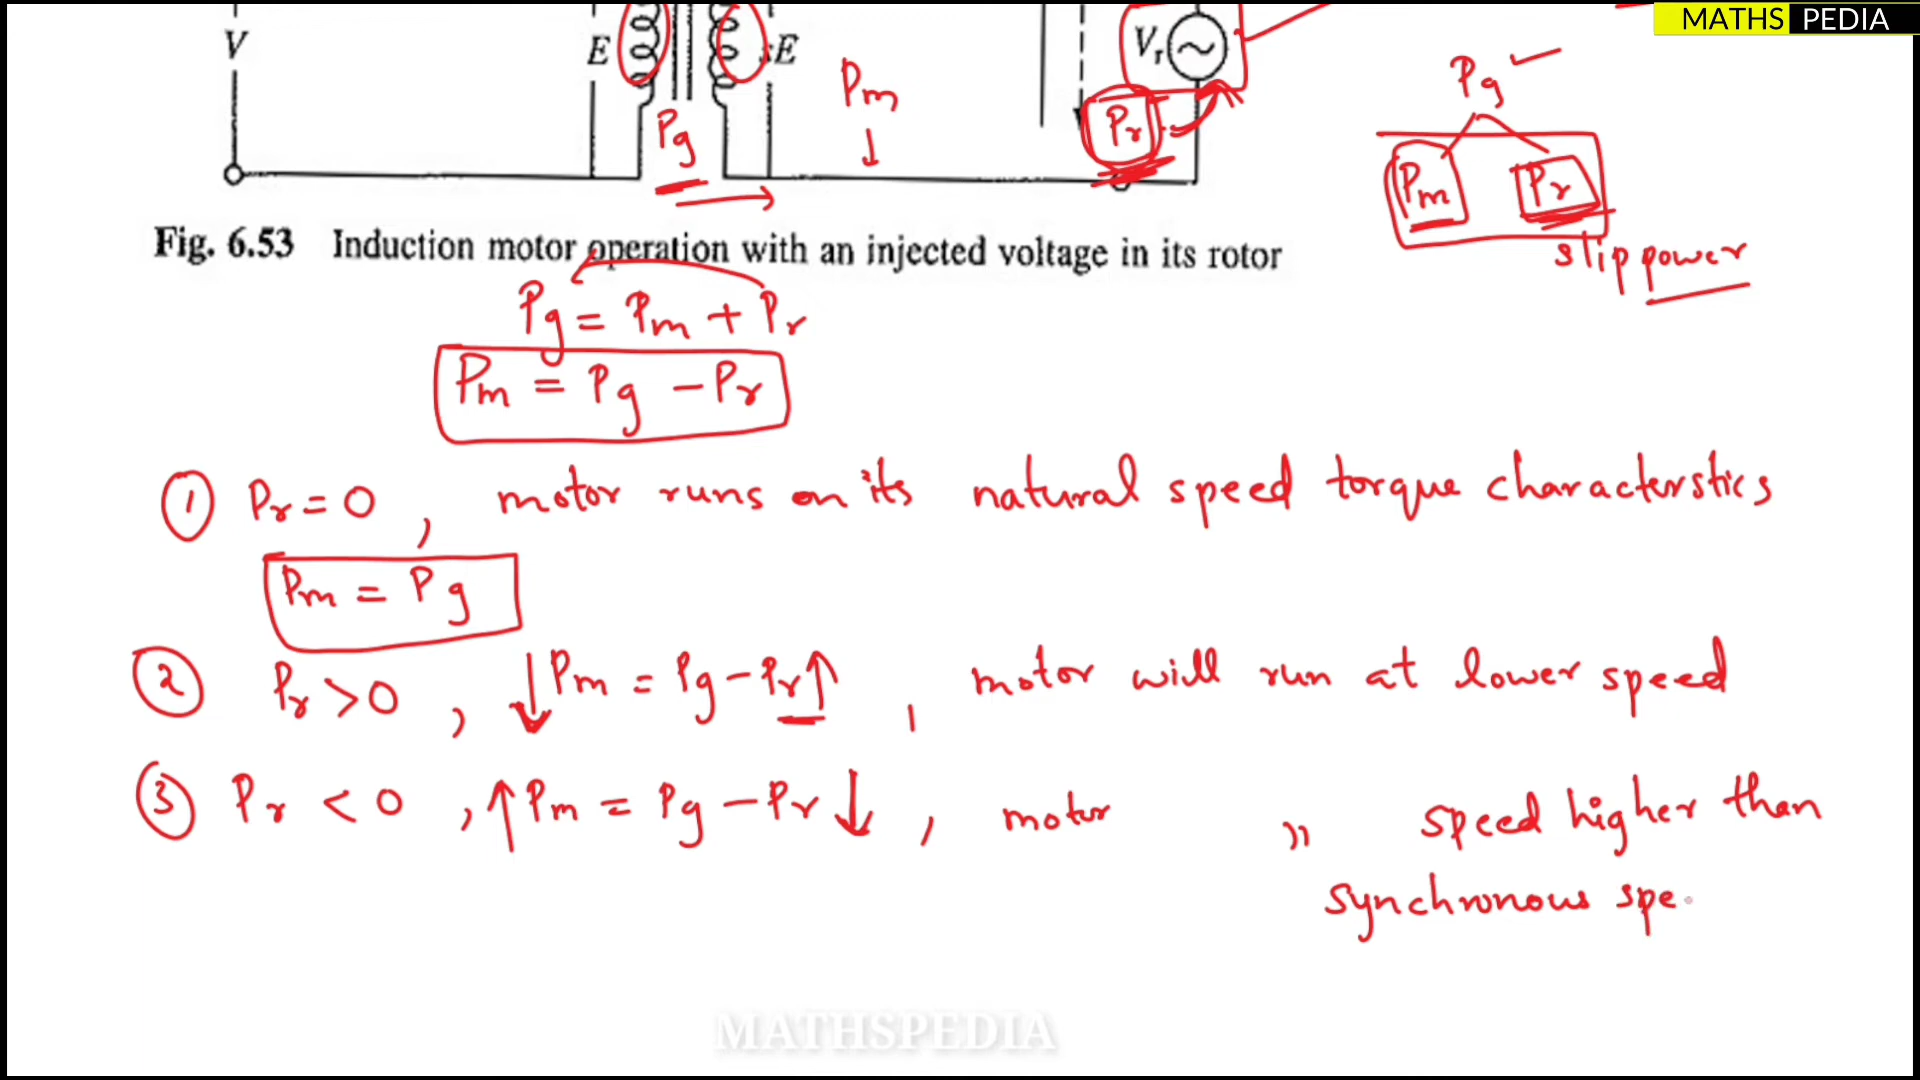 MATHS PEDIA
V E sE Vr
Pm
Pg
Pr
Pg
Pm Pr
slip power
Fig. 6.53 Induction motor operation with an injected voltage in its rotor
Pg = Pm + Pr
Pm = Pg - Pr
① Pr = 0 , motor runs on its natural speed torque characterstics
Pm = Pg
② Pr > 0 , ↓ Pm = Pg - Pr ↑ , motor will run at lower speed
③ Pr < 0 , ↑ Pm = Pg - Pr ↓ , motor " speed higher than
synchronous spe
MATHSPEDIA